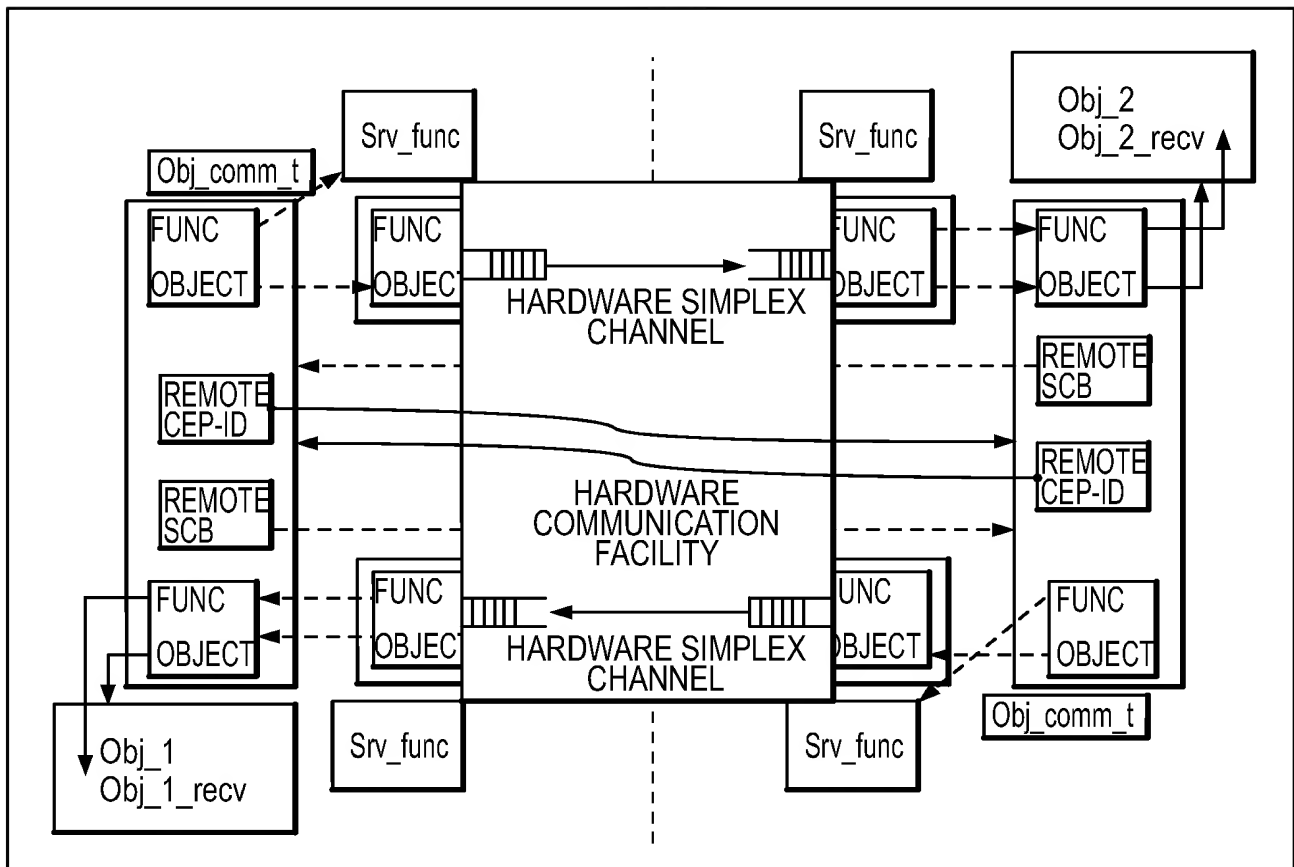 Obj_2
Obj_2_recv
Srv_func
Srv_func
Obj_comm_t
FUNC
OBJECT
FUNC
OBJEC
FUNC
OBJECT
FUNC
OBJECT
HARDWARE SIMPLEX
CHANNEL
REMOTE
SCB
REMOTE
CEP-ID
REMOTE
CEP-ID
REMOTE
SCB
HARDWARE
COMMUNICATION
FACILITY
FUNC
OBJECT
FUNC
OBJECT
FUNC
OBJECT
FUNC
OBJECT
HARDWARE SIMPLEX
CHANNEL
Obj_comm_t
Srv_func
Srv_func
Obj_1
Obj_1_recv